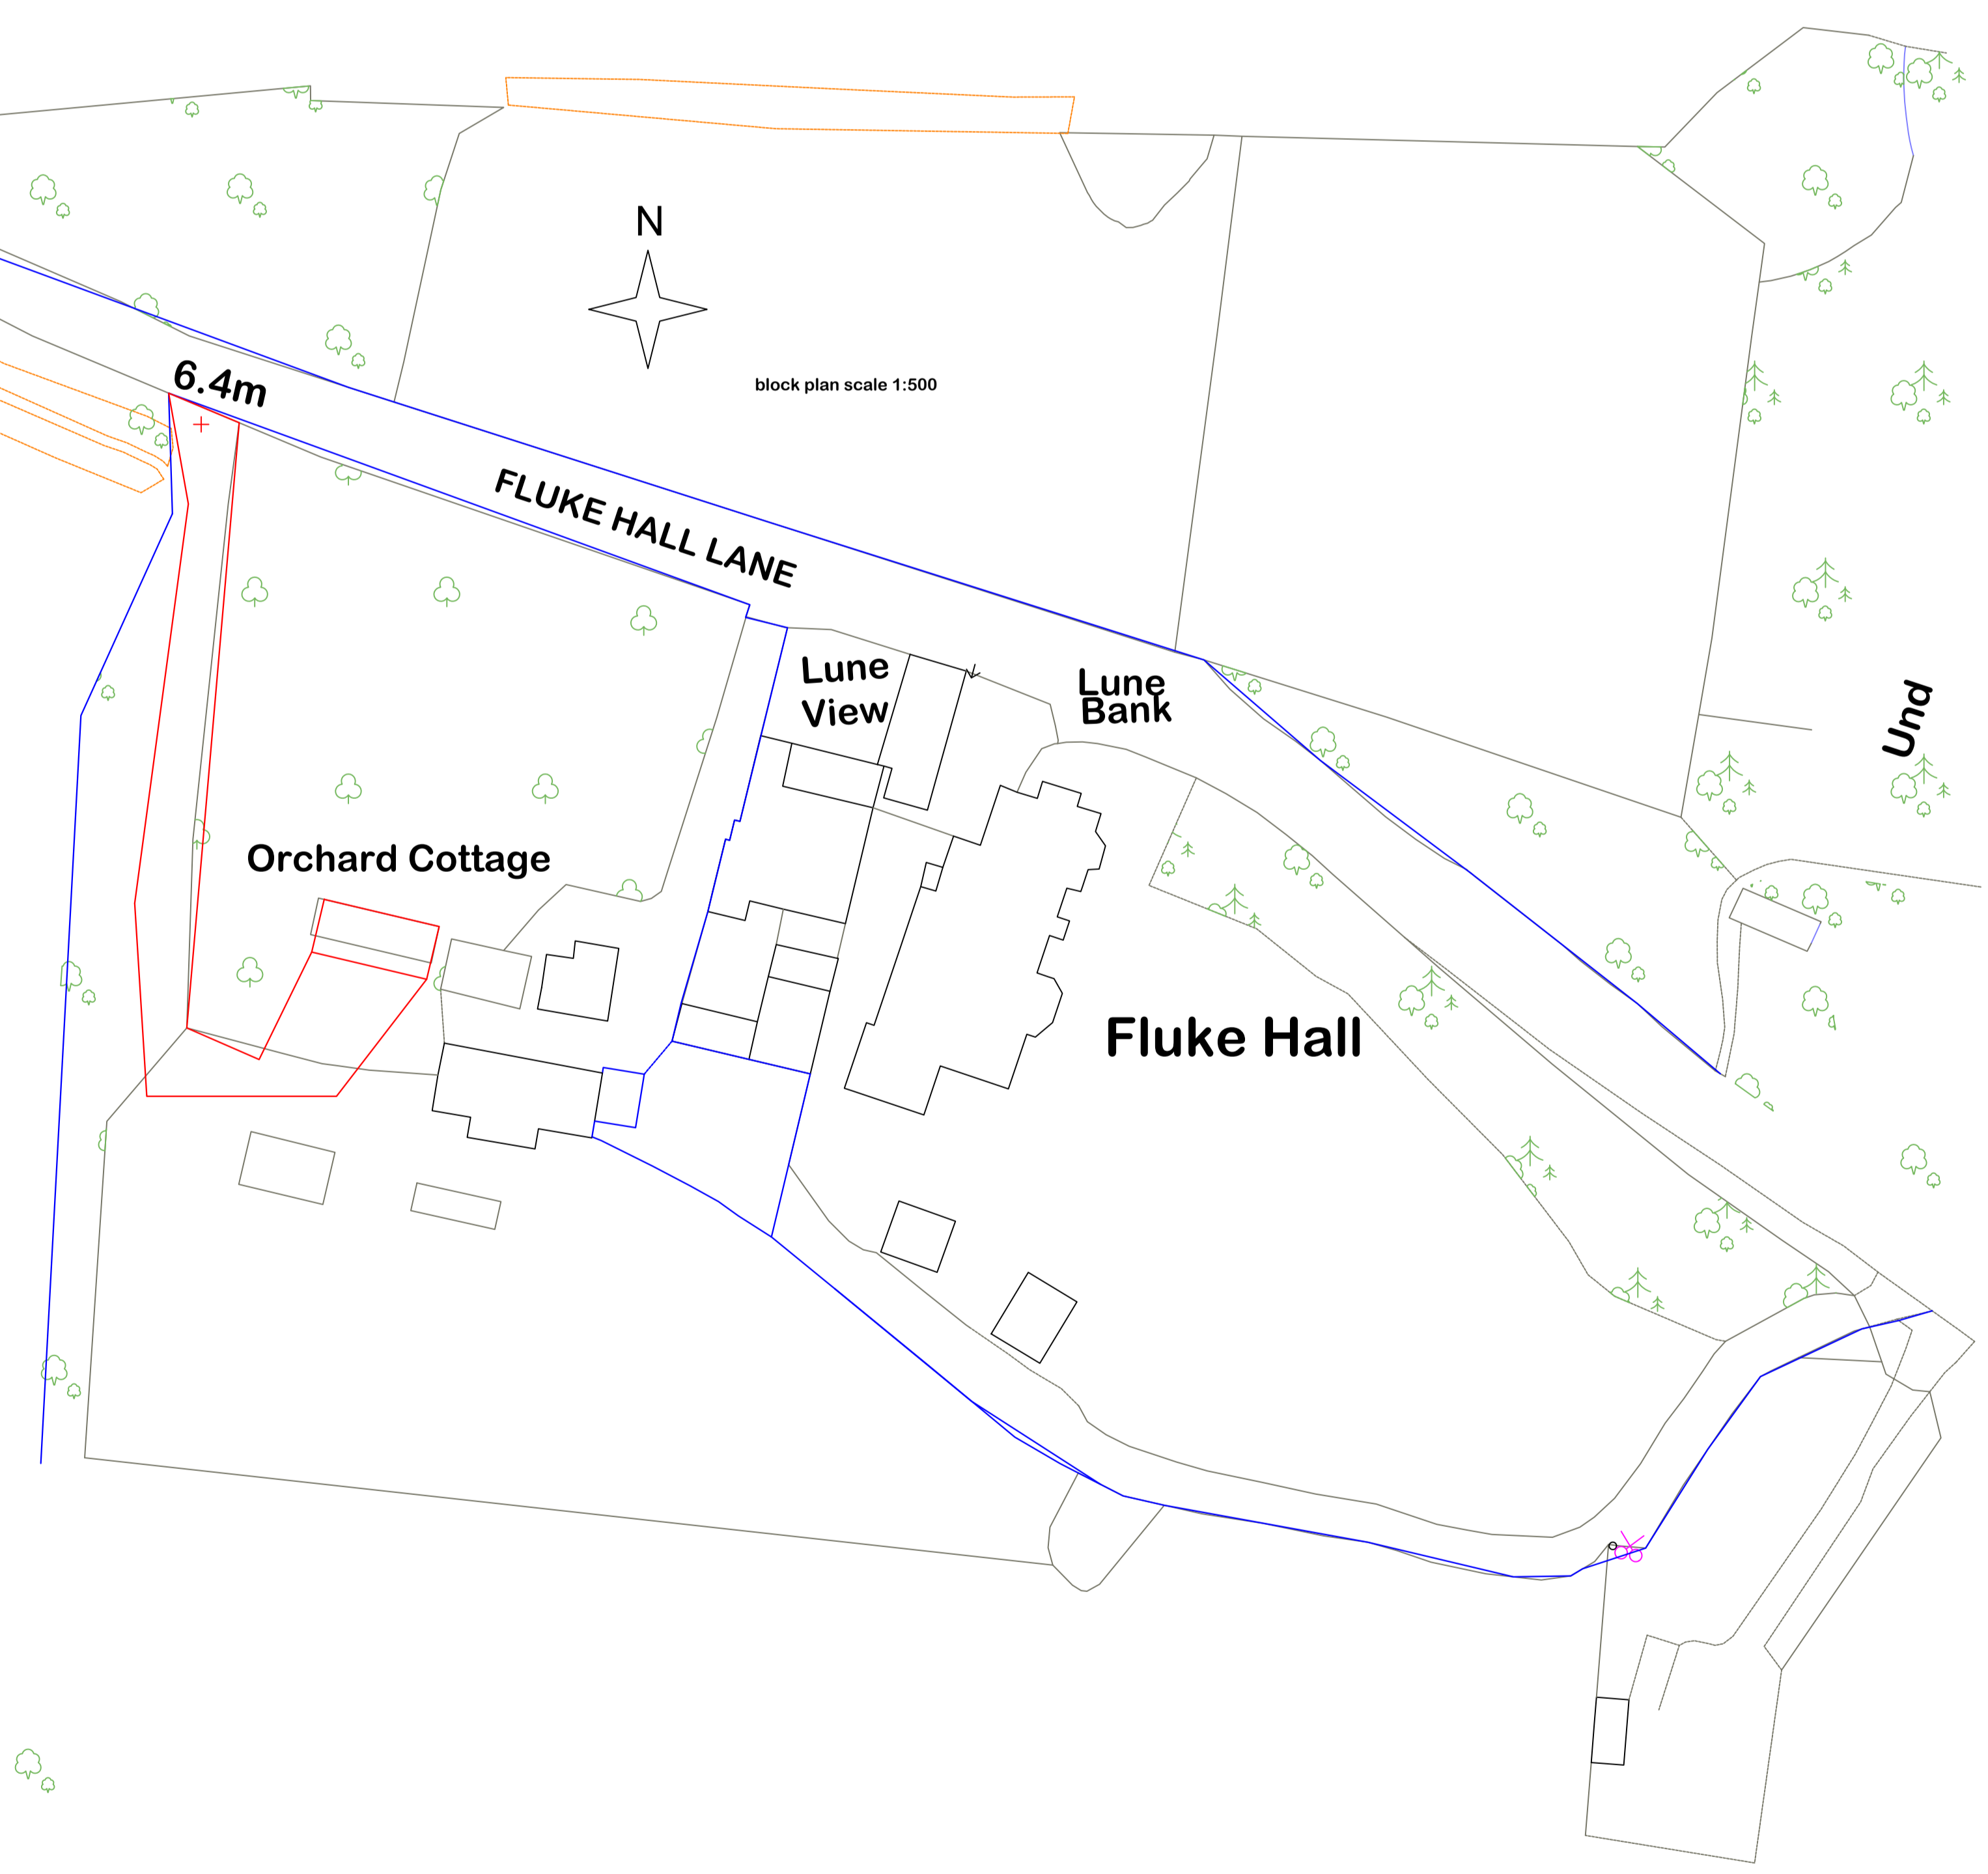 N
6.4m
block plan scale 1:500
FLUKE HALL LANE
Lune
View
Lune
Bank
Und
Orchard Cottage
Fluke Hall